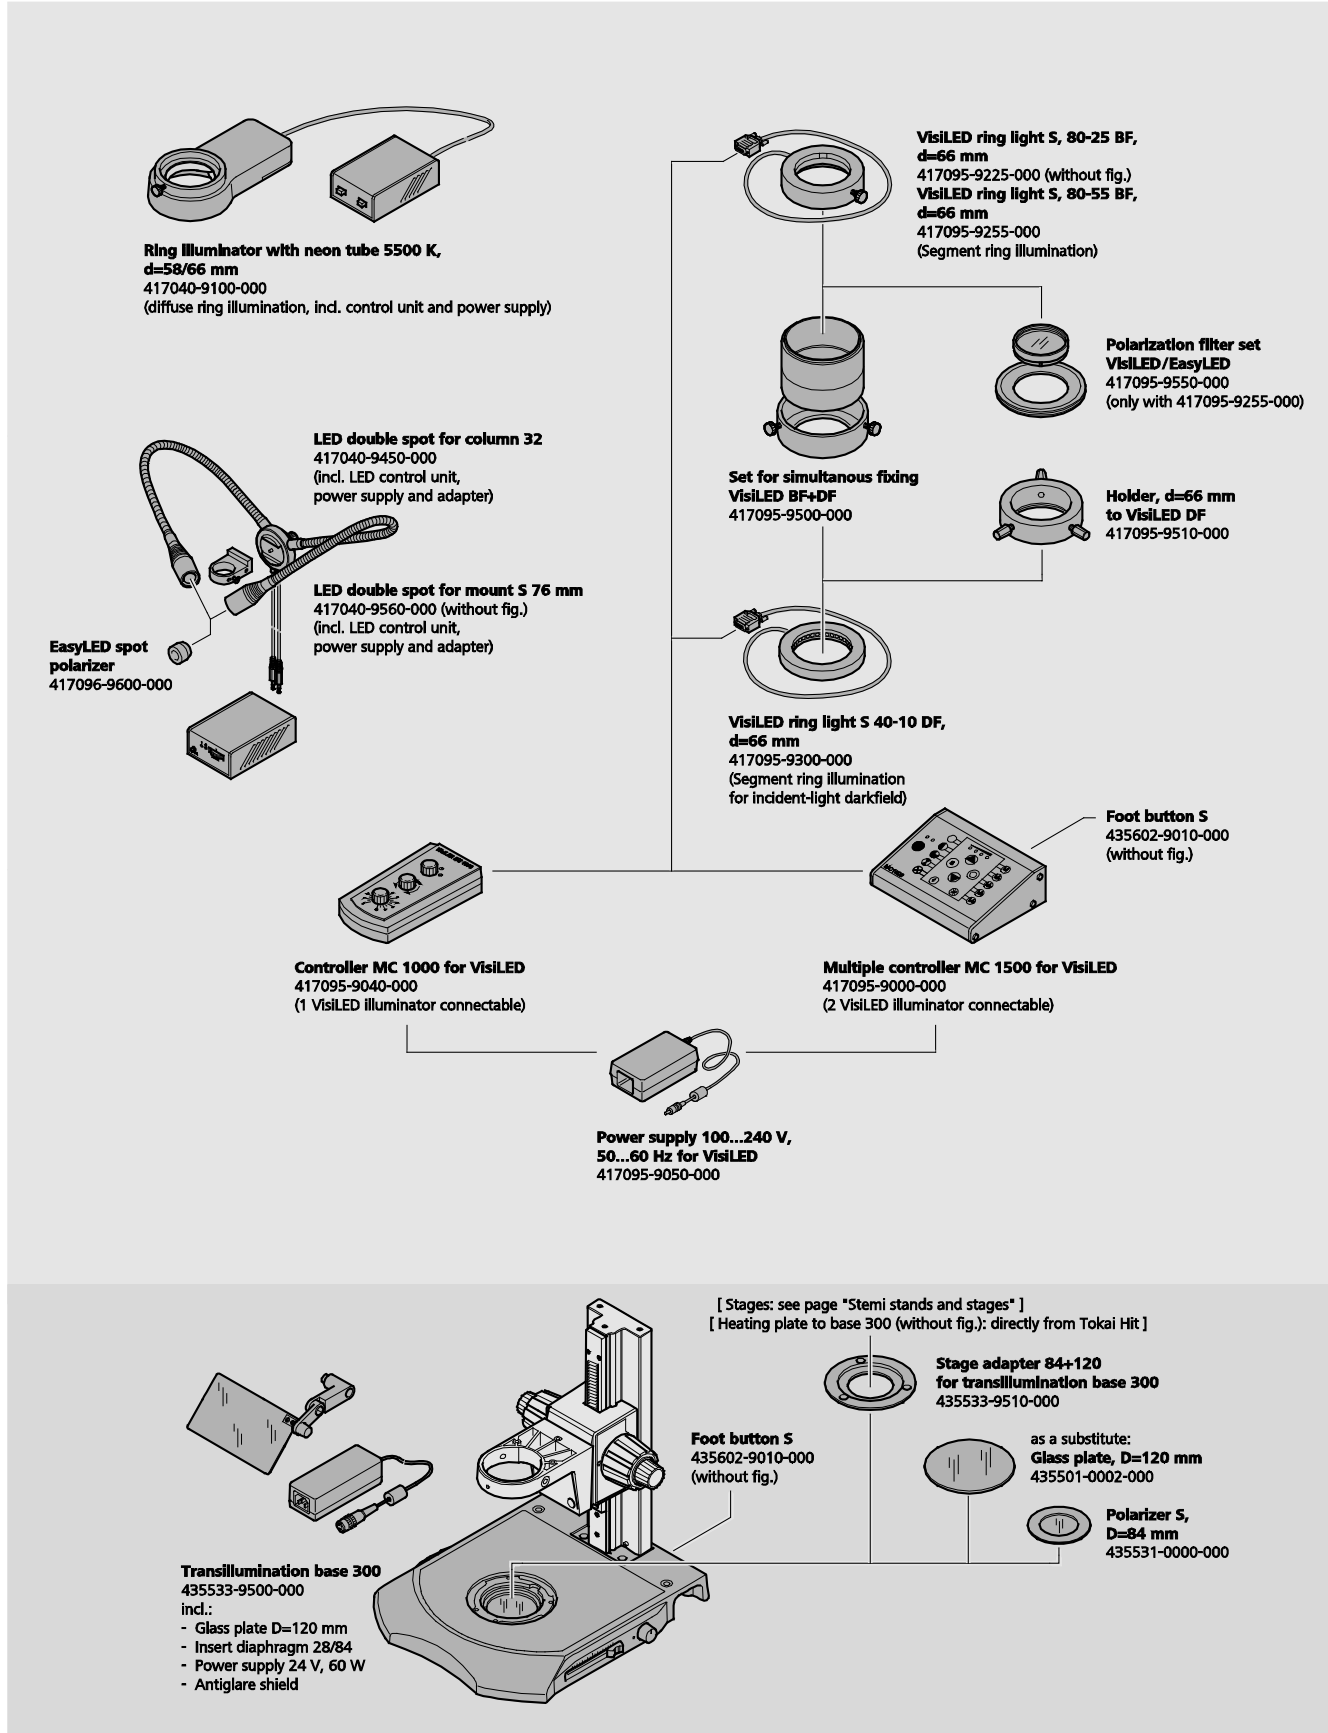 Ring illuminator with neon tube 5500 K,
d=58/66 mm
417040-9100-000
(diffuse ring illumination, incl. control unit and power supply)
VisiLED ring light S, 80-25 BF,
d=66 mm
417095-9225-000 (without fig.)
VisiLED ring light S, 80-55 BF,
d=66 mm
417095-9255-000
(Segment ring illumination)
Polarization filter set
VisiLED/EasyLED
417095-9550-000
(only with 417095-9255-000)
LED double spot for column 32
417040-9450-000
(incl. LED control unit,
power supply and adapter)
Set for simultanous fixing
VisiLED BF+DF
417095-9500-000
Holder, d=66 mm
to VisiLED DF
417095-9510-000
LED double spot for mount S 76 mm
417040-9560-000 (without fig.)
(incl. LED control unit,
power supply and adapter)
EasyLED spot
polarizer
417096-9600-000
VisiLED ring light S 40-10 DF,
d=66 mm
417095-9300-000
(Segment ring illumination
for incident-light darkfield)
Foot button S
435602-9010-000
(without fig.)
Controller MC 1000 for VisiLED
417095-9040-000
(1 VisiLED illuminator connectable)
Multiple controller MC 1500 for VisiLED
417095-9000-000
(2 VisiLED illuminator connectable)
Power supply 100...240 V,
50...60 Hz for VisiLED
417095-9050-000
[ Stages: see page "Stemi stands and stages" ]
[ Heating plate to base 300 (without fig.): directly from Tokai Hit ]
Stage adapter 84+120
for transillumination base 300
435533-9510-000
Foot button S
435602-9010-000
(without fig.)
as a substitute:
Glass plate, D=120 mm
435501-0002-000
Polarizer S,
D=84 mm
435531-0000-000
Transillumination base 300
435533-9500-000
incl.:
- Glass plate D=120 mm
- Insert diaphragm 28/84
- Power supply 24 V, 60 W
- Antiglare shield